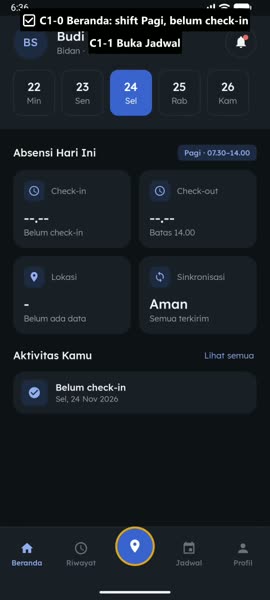 6:36
C1-0 Beranda: shift Pagi, belum check-in
BS
Budi
Bidan ·
C1-1 Buka Jadwal
22
23
24
25
26
Min
Sen
Sel
Rab
Kam
Absensi Hari Ini
Pagi · 07.30–14.00
Check-in
Check-out
--.--
--.--
Belum check-in
Batas 14.00
Lokasi
Sinkronisasi
-
Aman
Belum ada data
Semua terkirim
Aktivitas Kamu
Lihat semua
Belum check-in
Sel, 24 Nov 2026
Beranda
Riwayat
Jadwal
Profil